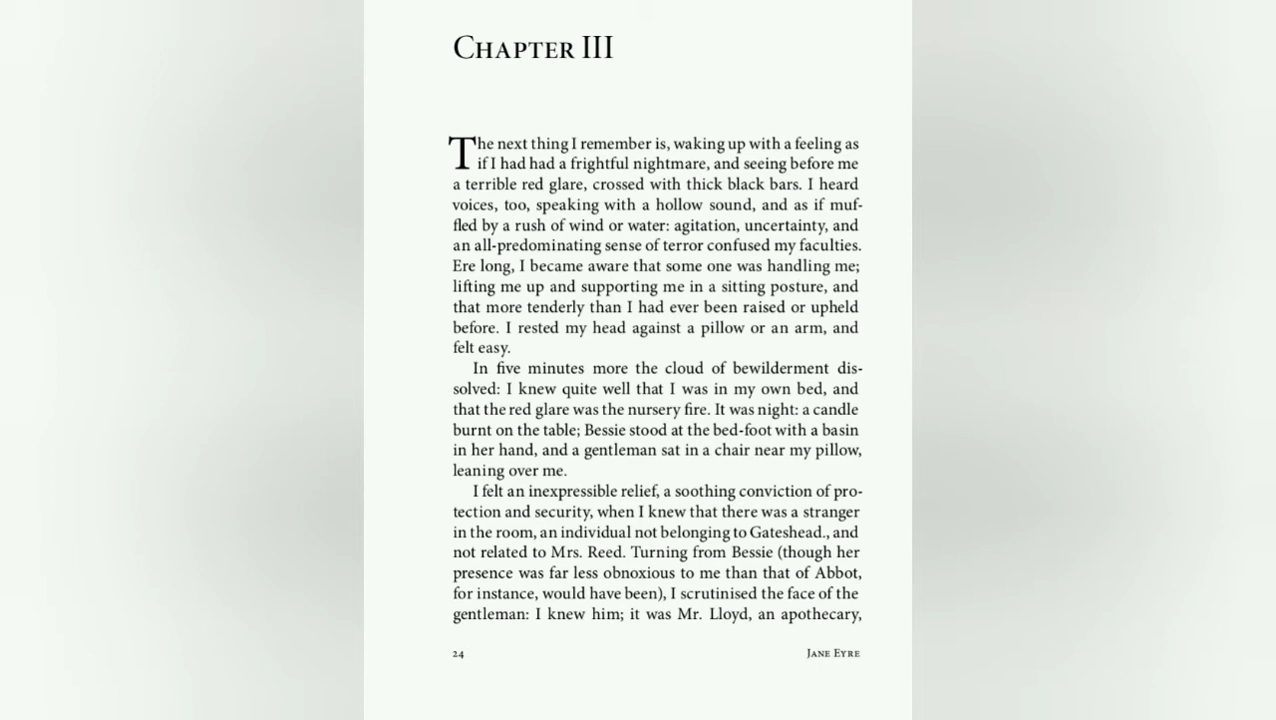 Chapter III
The next thing I remember is, waking up with a feeling as
if I had had a frightful nightmare, and seeing before me
a terrible red glare, crossed with thick black bars. I heard
voices, too, speaking with a hollow sound, and as if muf-
fled by a rush of wind or water: agitation, uncertainty, and
an all-predominating sense of terror confused my faculties.
Ere long, I became aware that some one was handling me;
lifting me up and supporting me in a sitting posture, and
that more tenderly than I had ever been raised or upheld
before. I rested my head against a pillow or an arm, and
felt easy.
In five minutes more the cloud of bewilderment dis-
solved: I knew quite well that I was in my own bed, and
that the red glare was the nursery fire. It was night: a candle
burnt on the table; Bessie stood at the bed-foot with a basin
in her hand, and a gentleman sat in a chair near my pillow,
leaning over me.
I felt an inexpressible relief, a soothing conviction of pro-
tection and security, when I knew that there was a stranger
in the room, an individual not belonging to Gateshead., and
not related to Mrs. Reed. Turning from Bessie (though her
presence was far less obnoxious to me than that of Abbot,
for instance, would have been), I scrutinised the face of the
gentleman: I knew him; it was Mr. Lloyd, an apothecary,
24 Jane Eyre